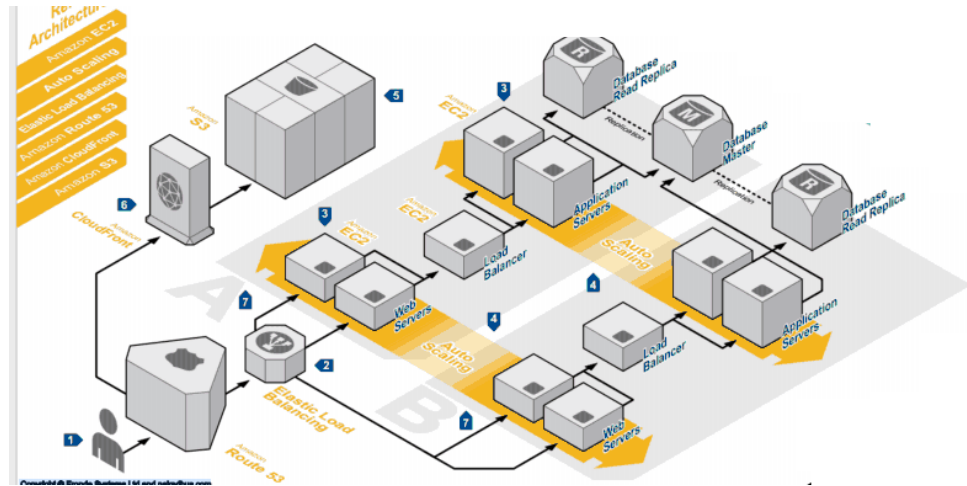 Architecture
Amazon EC2
Auto Scaling
Elastic Load Balancing
Amazon Route 53
Amazon CloudFront
Amazon S3
Amazon
S3
5
6
Amazon
CloudFront
3
Amazon
EC2
R
Database
Read Replica
Replication
M
Database
Master
Replication
R
Database
Read Replica
Application
Servers
3
Amazon
EC2
Amazon
EC2
Load
Balancer
Web
Servers
Auto
Scaling
4
Application
Servers
A
7
2
Elastic Load
Balancing
Auto
Scaling
4
Load
Balancer
B
7
Web
Servers
1
Amazon
Route 53